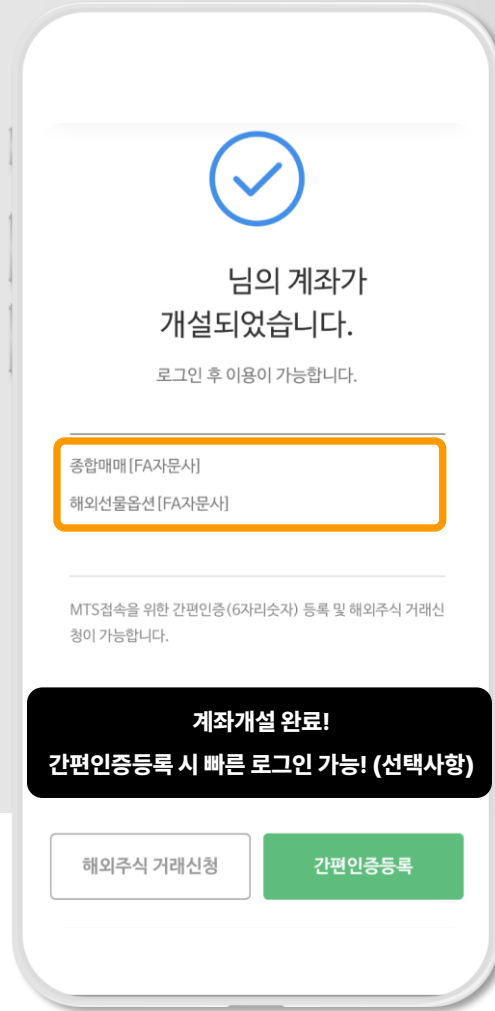 님의 계좌가
개설되었습니다.
로그인 후 이용이 가능합니다.
종합매매[FA자문사]
해외선물옵션[FA자문사]
MTS접속을 위한 간편인증(6자리숫자) 등록 및 해외주식 거래신
청이 가능합니다.
계좌개설 완료!
간편인증등록 시 빠른 로그인 가능! (선택사항)
해외주식 거래신청
간편인증등록